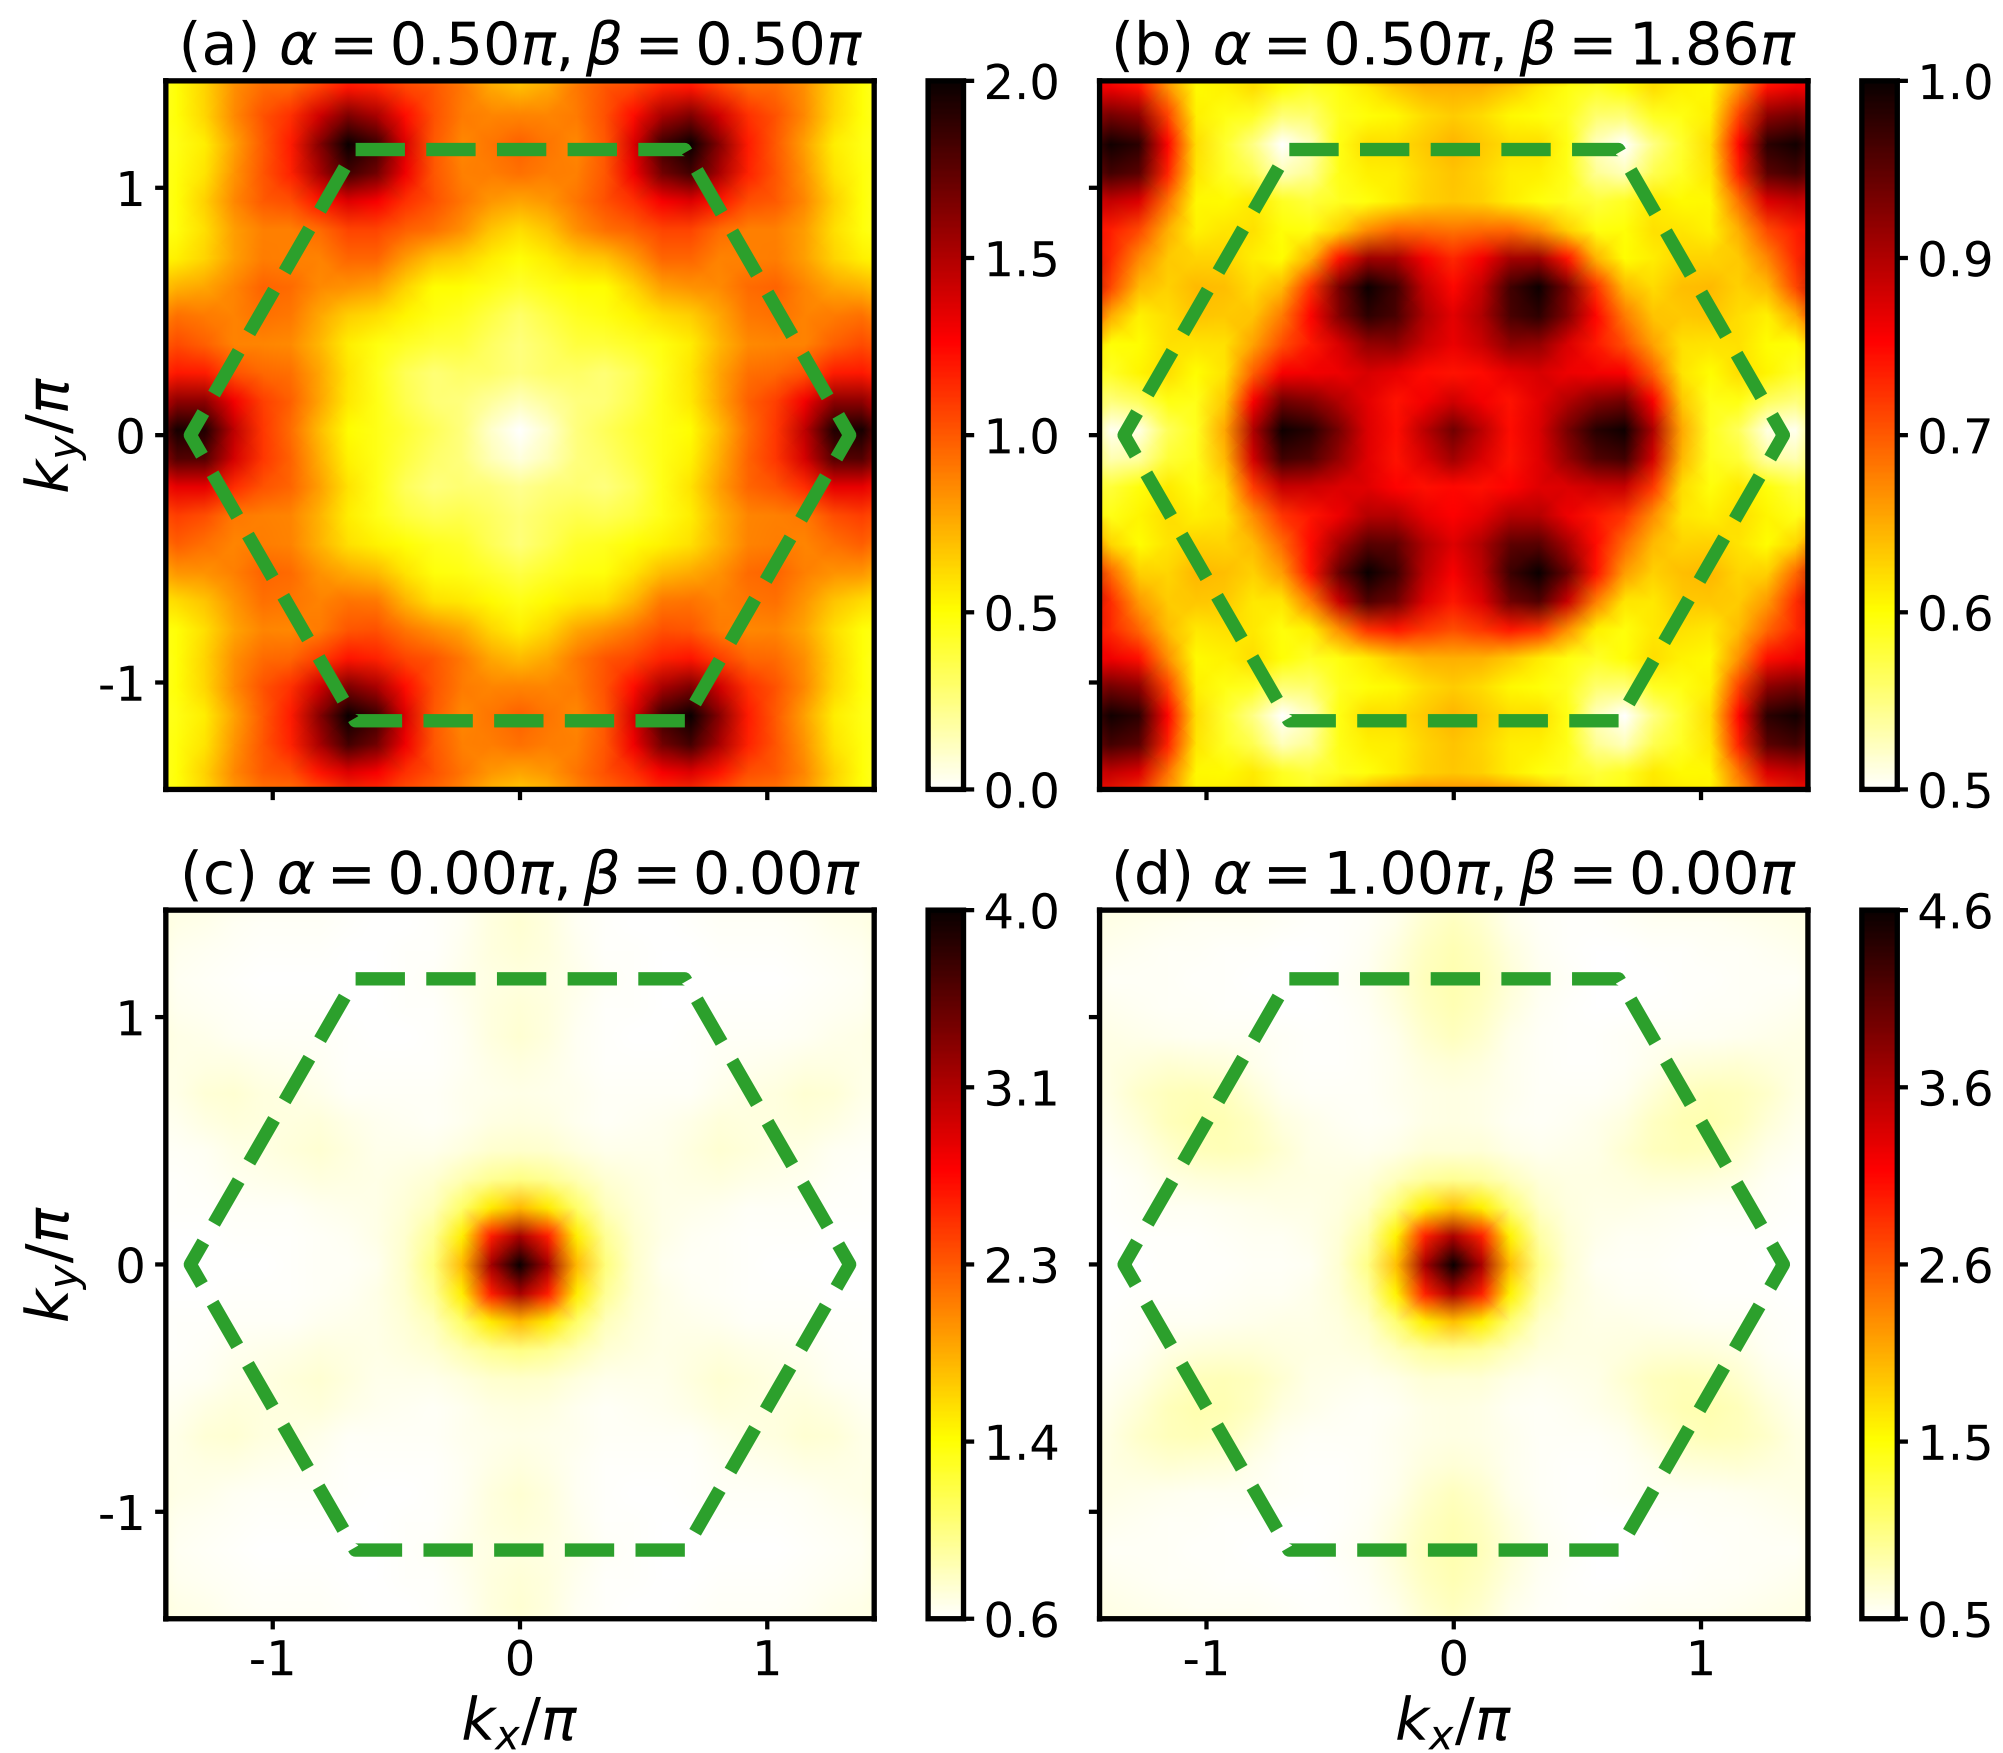 (a) α = 0.50π, β = 0.50π
(b) α = 0.50π, β = 1.86π
k_y/π
1
0
-1
2.0
1.5
1.0
0.5
0.0
1.0
0.9
0.7
0.6
0.5
(c) α = 0.00π, β = 0.00π
(d) α = 1.00π, β = 0.00π
k_y/π
1
0
-1
4.0
3.1
2.3
1.4
0.6
4.6
3.6
2.6
1.5
0.5
-1 0 1
-1 0 1
k_x/π
k_x/π